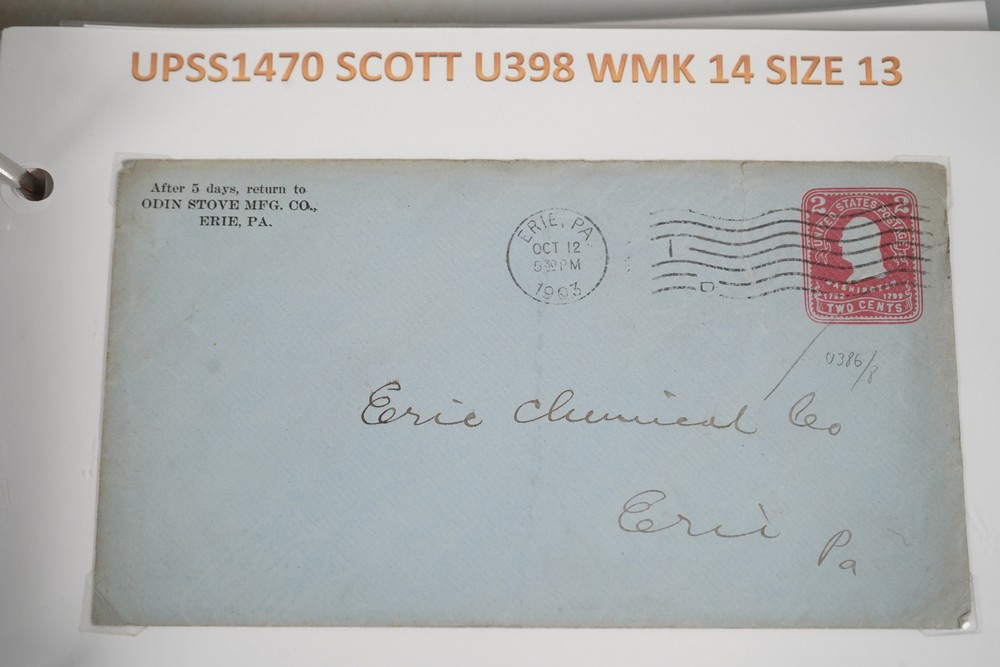 UPSS1470 SCOTT U398 WMK 14 SIZE 13
After 5 days, return to
ODIN STOVE MFG. CO.,
ERIE, PA.
ERIE, PA.
OCT 12
530 PM
1903
I
D
2 2
UNITED STATES POSTAGE
WASHINGTON
1732 1799
TWO CENTS
U386/8
Erie Chemical Co
Erie
Pa